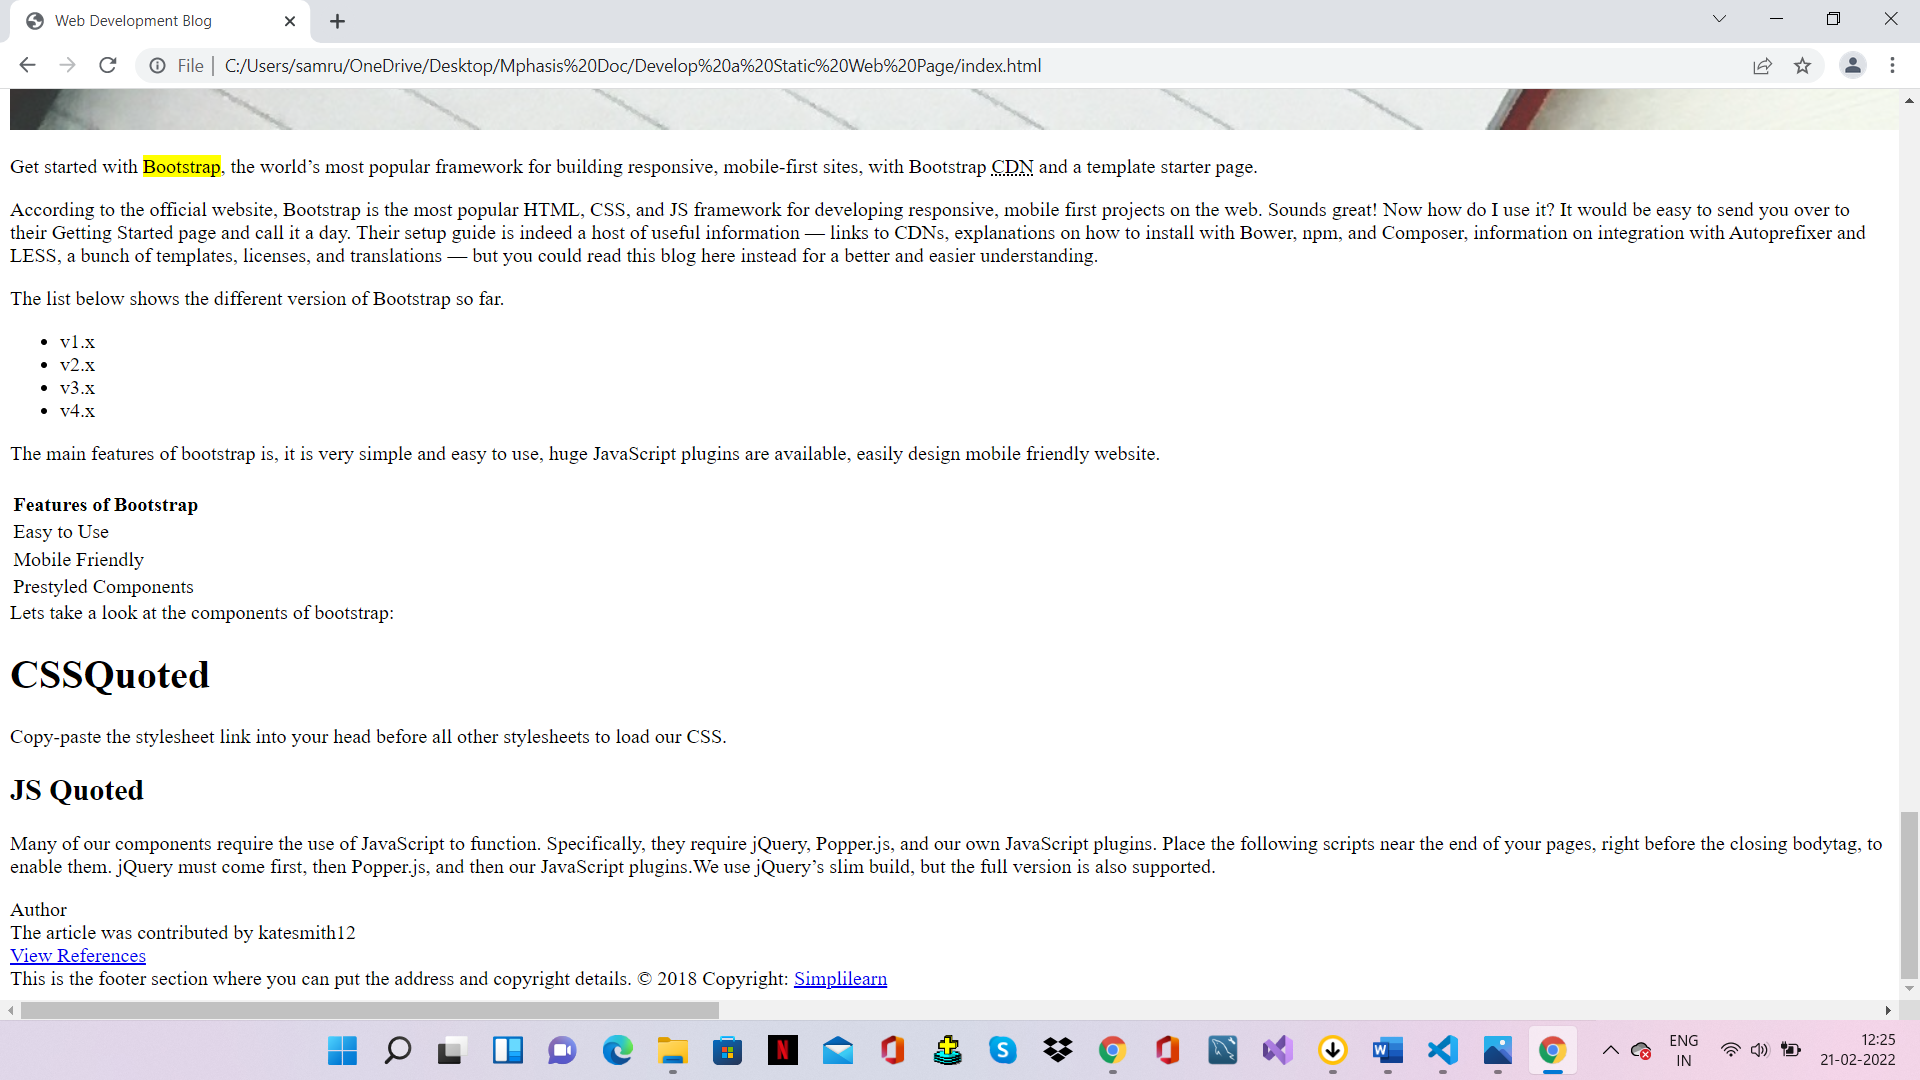 Web Development Blog
File | C:/Users/samru/OneDrive/Desktop/Mphasis%20Doc/Develop%20a%20Static%20Web%20Page/index.html
Get started with Bootstrap, the world’s most popular framework for building responsive, mobile-first sites, with Bootstrap CDN and a template starter page.
According to the official website, Bootstrap is the most popular HTML, CSS, and JS framework for developing responsive, mobile first projects on the web. Sounds great! Now how do I use it? It would be easy to send you over to
their Getting Started page and call it a day. Their setup guide is indeed a host of useful information — links to CDNs, explanations on how to install with Bower, npm, and Composer, information on integration with Autoprefixer and
LESS, a bunch of templates, licenses, and translations — but you could read this blog here instead for a better and easier understanding.
The list below shows the different version of Bootstrap so far.
• v1.x
• v2.x
• v3.x
• v4.x
The main features of bootstrap is, it is very simple and easy to use, huge JavaScript plugins are available, easily design mobile friendly website.
Features of Bootstrap
Easy to Use
Mobile Friendly
Prestyled Components
Lets take a look at the components of bootstrap:
CSSQuoted
Copy-paste the stylesheet link into your head before all other stylesheets to load our CSS.
JS Quoted
Many of our components require the use of JavaScript to function. Specifically, they require jQuery, Popper.js, and our own JavaScript plugins. Place the following scripts near the end of your pages, right before the closing bodytag, to
enable them. jQuery must come first, then Popper.js, and then our JavaScript plugins.We use jQuery’s slim build, but the full version is also supported.
Author
The article was contributed by katesmith12
View References
This is the footer section where you can put the address and copyright details. © 2018 Copyright: Simplilearn
N
S
W
ENG
IN
12:25
21-02-2022